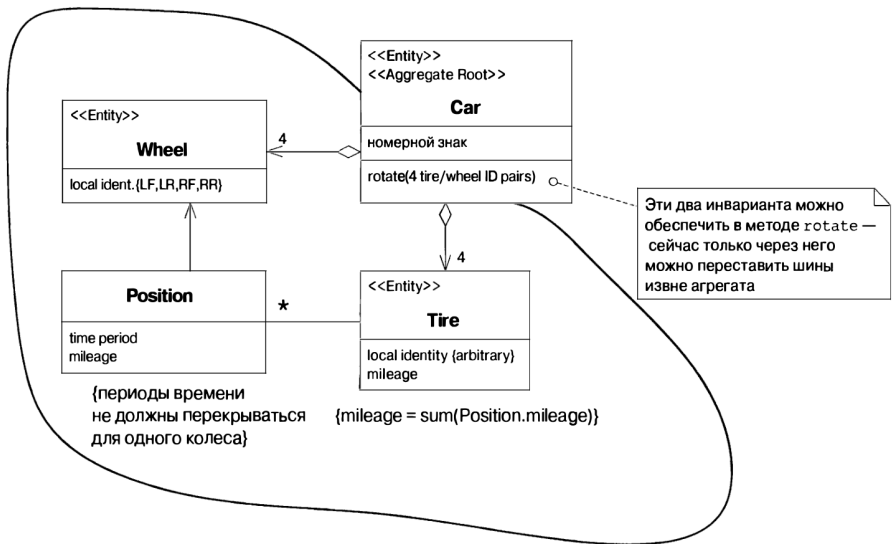 <<Entity>>
<<Aggregate Root>>
Car
номерной знак
rotate(4 tire/wheel ID pairs)
<<Entity>>
Wheel
local ident.{LF,LR,RF,RR}
4
Эти два инварианта можно
обеспечить в методе rotate —
сейчас только через него
можно переставить шины
извне агрегата
4
Position
time period
mileage
*
<<Entity>>
Tire
local identity {arbitrary}
mileage
{периоды времени
не должны перекрываться
для одного колеса}
{mileage = sum(Position.mileage)}